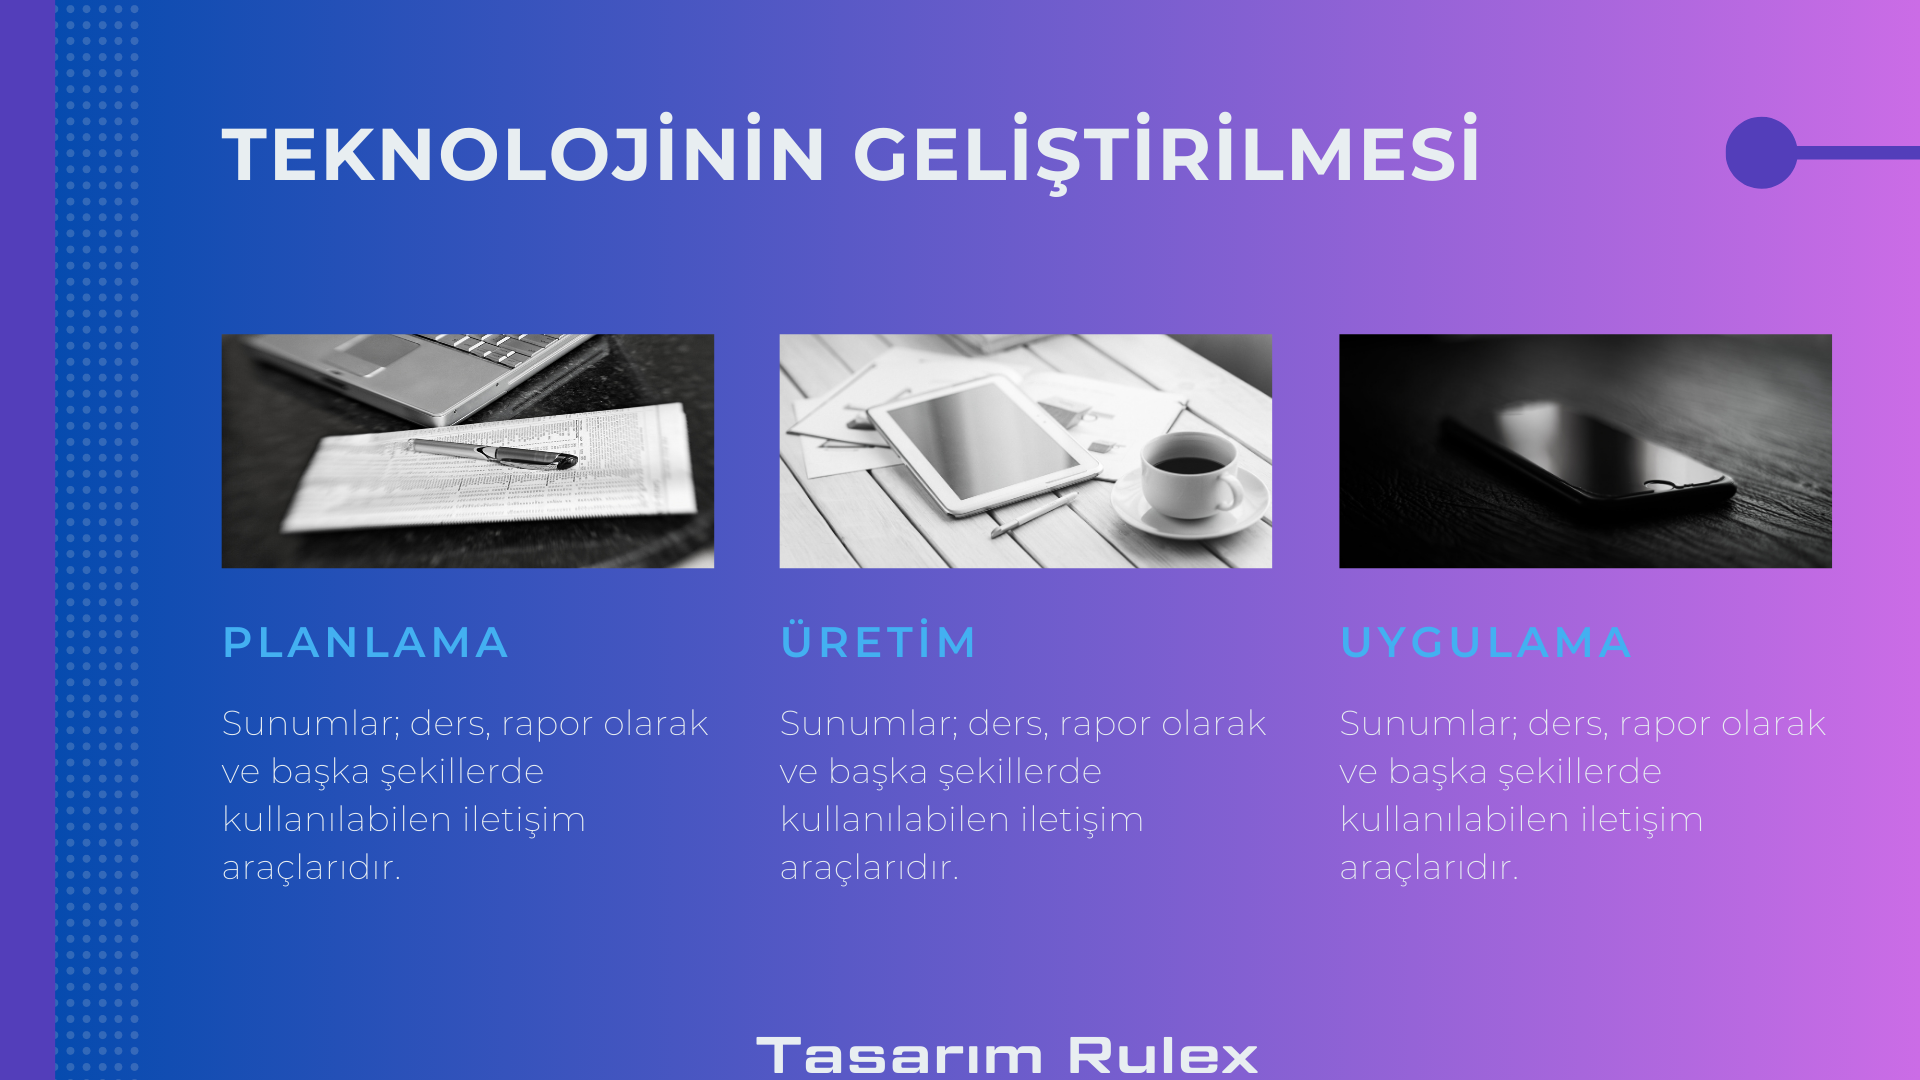 TEKNOLOJİNİN GELİŞTİRİLMESİ
PLANLAMA
Sunumlar; ders, rapor olarak
ve başka şekillerde
kullanılabilen iletişim
araçlarıdır.
ÜRETİM
Sunumlar; ders, rapor olarak
ve başka şekillerde
kullanılabilen iletişim
araçlarıdır.
UYGULAMA
Sunumlar; ders, rapor olarak
ve başka şekillerde
kullanılabilen iletişim
araçlarıdır.
Tasarım Rulex